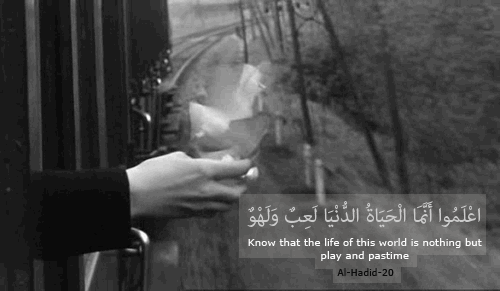 اعْلَمُوا أَنَّمَا الْحَيَاةُ الدُّنْيَا لَعِبٌ وَلَهْوٌ
Know that the life of this world is nothing but
play and pastime
Al-Hadid-20